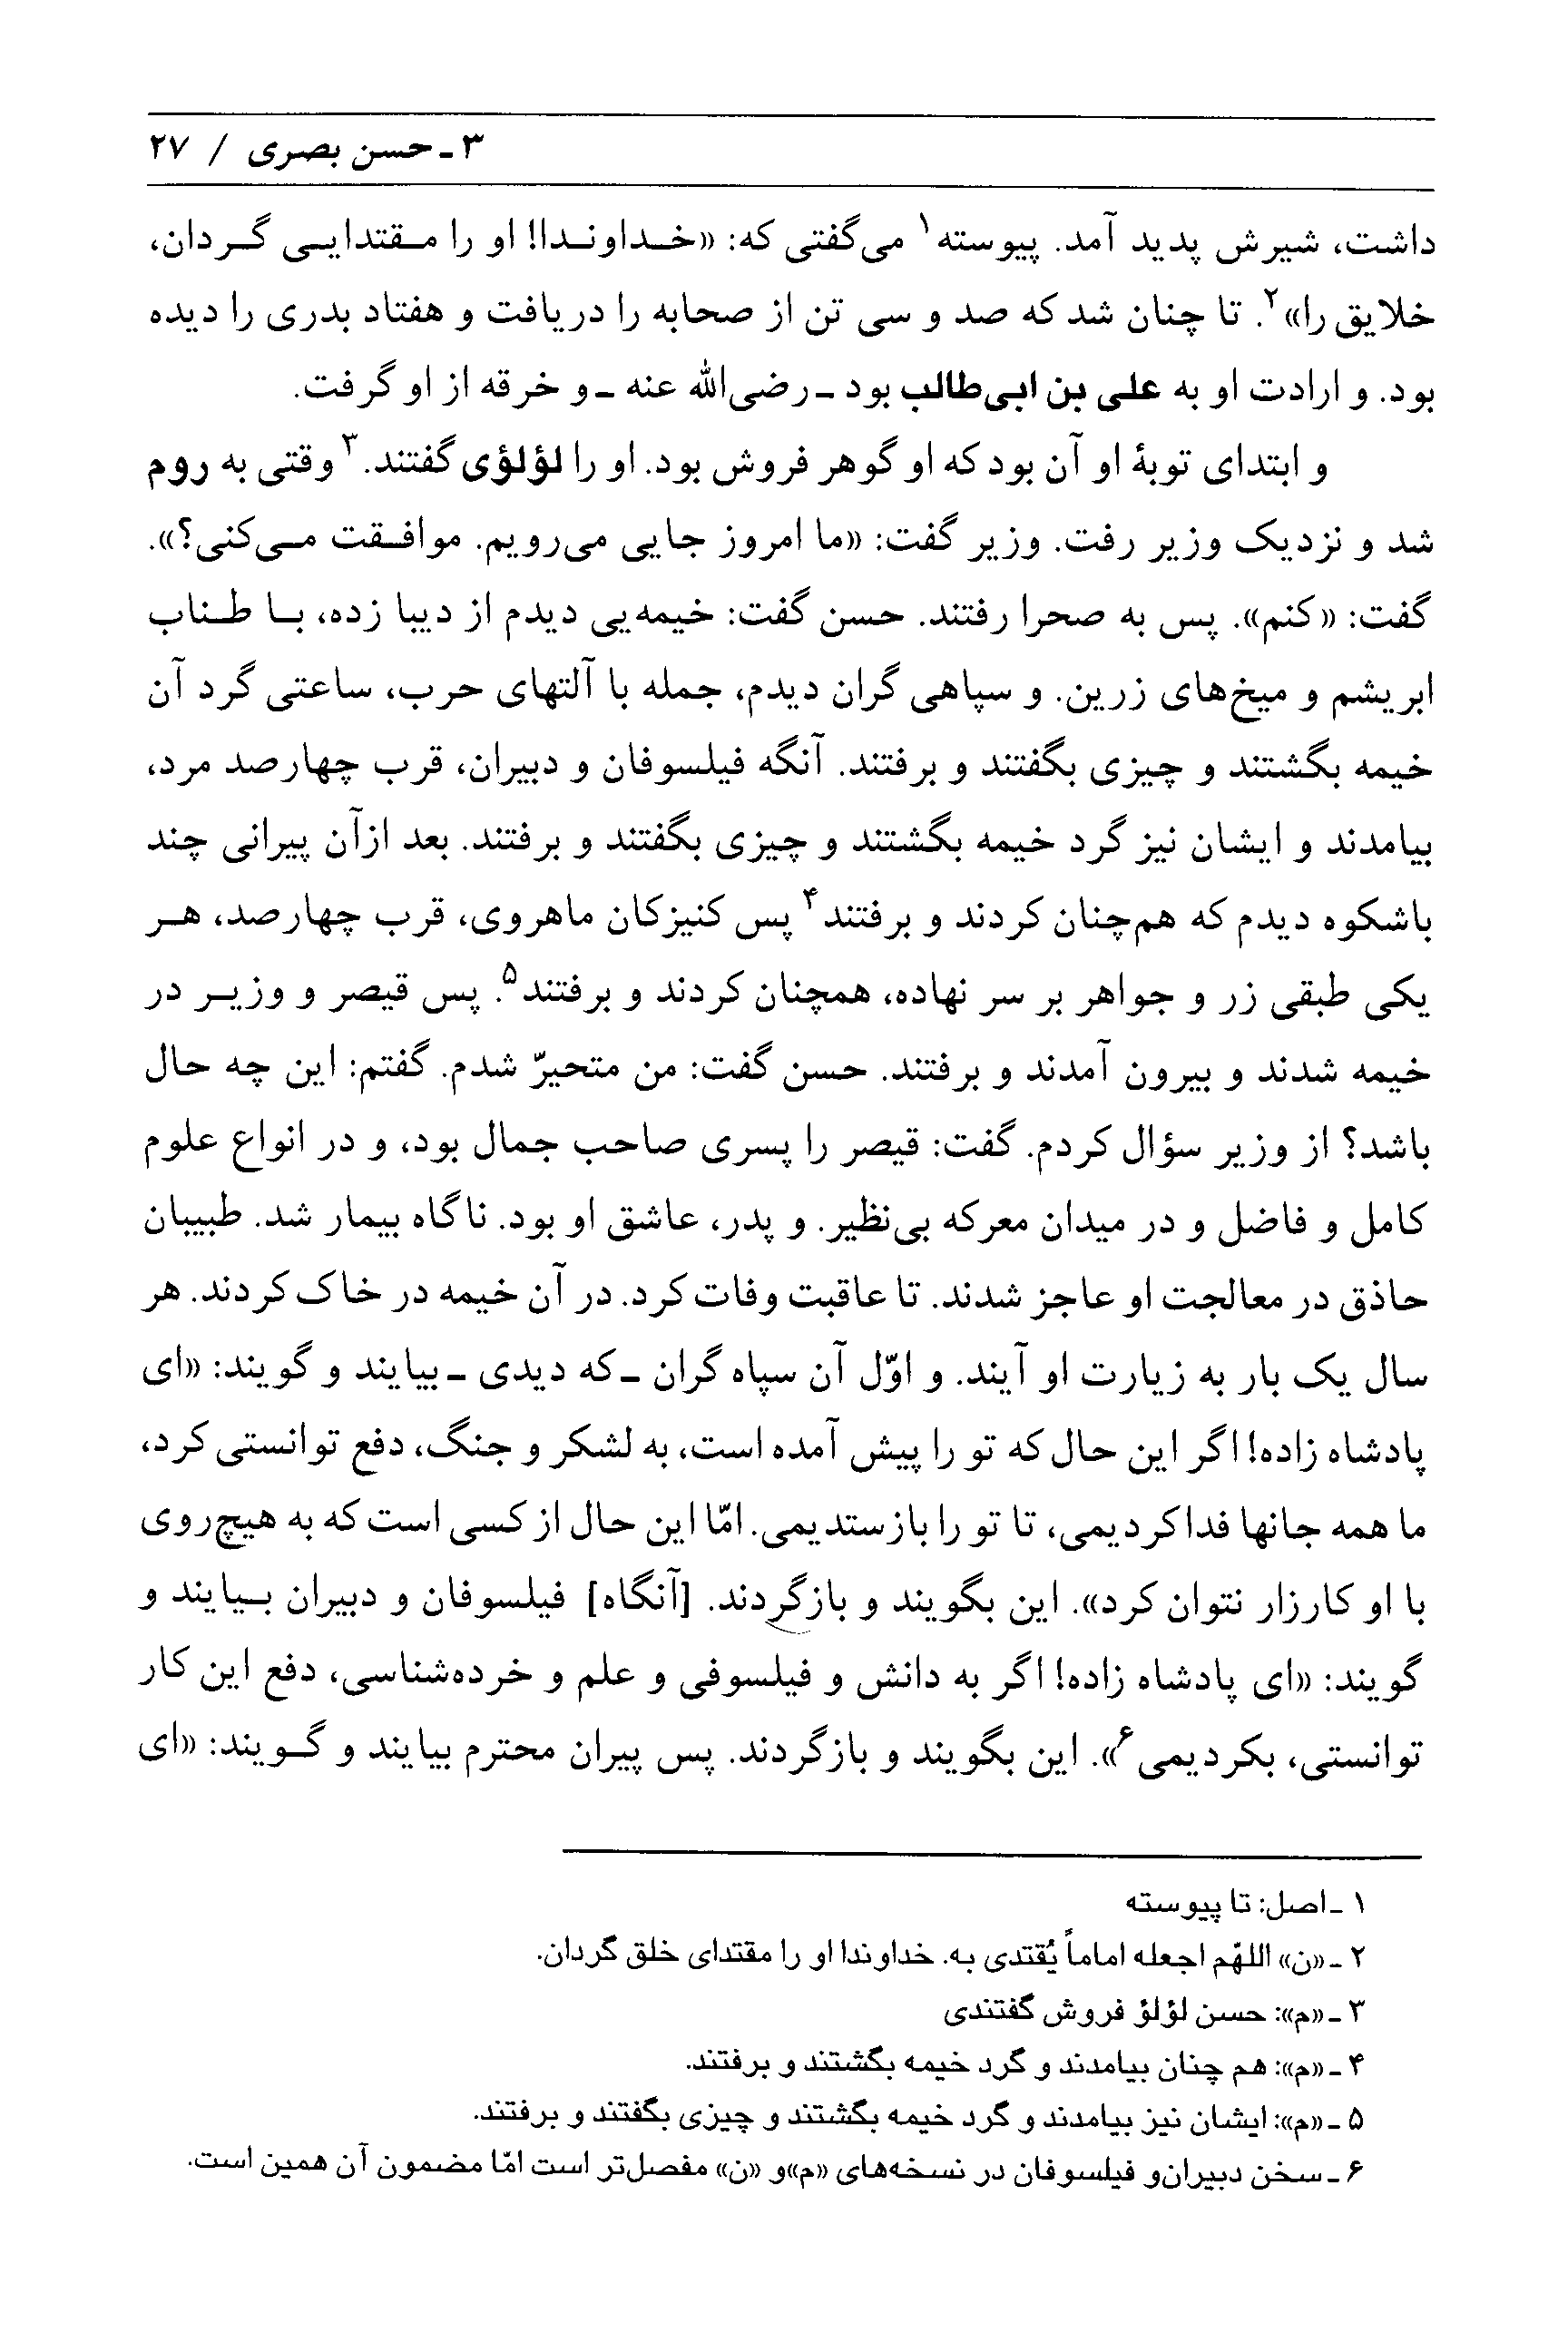 ۳ ـ حسن بصری / ۲۷
داشت، شیرش پدید آمد. پیوسته۱ می‌گفتی که: «خداوندا! او را مقتدایی گردان،
خلایق را»۲. تا چنان شد که صد و سی تن از صحابه را دریافت و هفتاد بدری را دیده
بود. و ارادت او به علی بن ابی‌طالب بود ـ رضی‌الله عنه ـ و خرقه از او گرفت.
و ابتدای توبهٔ او آن بود که او گوهر فروش بود. او را لؤلؤی گفتند.۳ وقتی به روم
شد و نزدیک وزیر رفت. وزیر گفت: «ما امروز جایی می‌رویم. موافقت می‌کنی؟».
گفت: «کنم». پس به صحرا رفتند. حسن گفت: خیمه‌یی دیدم از دیبا زده، با طناب
ابریشم و میخ‌های زرین. و سپاهی گران دیدم، جمله با آلتهای حرب، ساعتی گرد آن
خیمه بگشتند و چیزی بگفتند و برفتند. آنگه فیلسوفان و دبیران، قرب چهارصد مرد،
بیامدند و ایشان نیز گرد خیمه بگشتند و چیزی بگفتند و برفتند. بعد ازآن پیرانی چند
باشکوه دیدم که هم‌چنان کردند و برفتند۴ پس کنیزکان ماهروی، قرب چهارصد، هر
یکی طبقی زر و جواهر بر سر نهاده، همچنان کردند و برفتند۵. پس قیصر و وزیر در
خیمه شدند و بیرون آمدند و برفتند. حسن گفت: من متحیرّ شدم. گفتم: این چه حال
باشد؟ از وزیر سؤال کردم. گفت: قیصر را پسری صاحب جمال بود، و در انواع علوم
کامل و فاضل و در میدان معرکه بی‌نظیر. و پدر، عاشق او بود. ناگاه بیمار شد. طبیبان
حاذق در معالجت او عاجز شدند. تا عاقبت وفات کرد. در آن خیمه در خاک کردند. هر
سال یک بار به زیارت او آیند. و اوّل آن سپاه گران ـ که دیدی ـ بیایند و گویند: «ای
پادشاه زاده! اگر این حال که تو را پیش آمده است، به لشکر و جنگ، دفع توانستی کرد،
ما همه جانها فدا کردیمی، تا تو را بازستدیمی. امّا این حال از کسی است که به هیچ‌روی
با او کارزار نتوان کرد». این بگویند و بازگردند. [آنگاه] فیلسوفان و دبیران بیایند و
گویند: «ای پادشاه زاده! اگر به دانش و فیلسوفی و علم و خرده‌شناسی، دفع این کار
توانستی، بکردیمی۶». این بگویند و بازگردند. پس پیران محترم بیایند و گویند: «ای
۱ ـ اصل: تا پیوسته
۲ ـ «ن» اللهّم اجعله اماماً یُقتدی به. خداوندا او را مقتدای خلق گردان.
۳ ـ «م»: حسن لؤلؤ فروش گفتندی
۴ ـ «م»: هم چنان بیامدند و گرد خیمه بگشتند و برفتند.
۵ ـ «م»: ایشان نیز بیامدند و گرد خیمه بگشتند و چیزی بگفتند و برفتند.
۶ ـ سخن دبیران‌و فیلسوفان در نسخه‌های «م»و «ن» مفصل‌تر است امّا مضمون آن همین است.